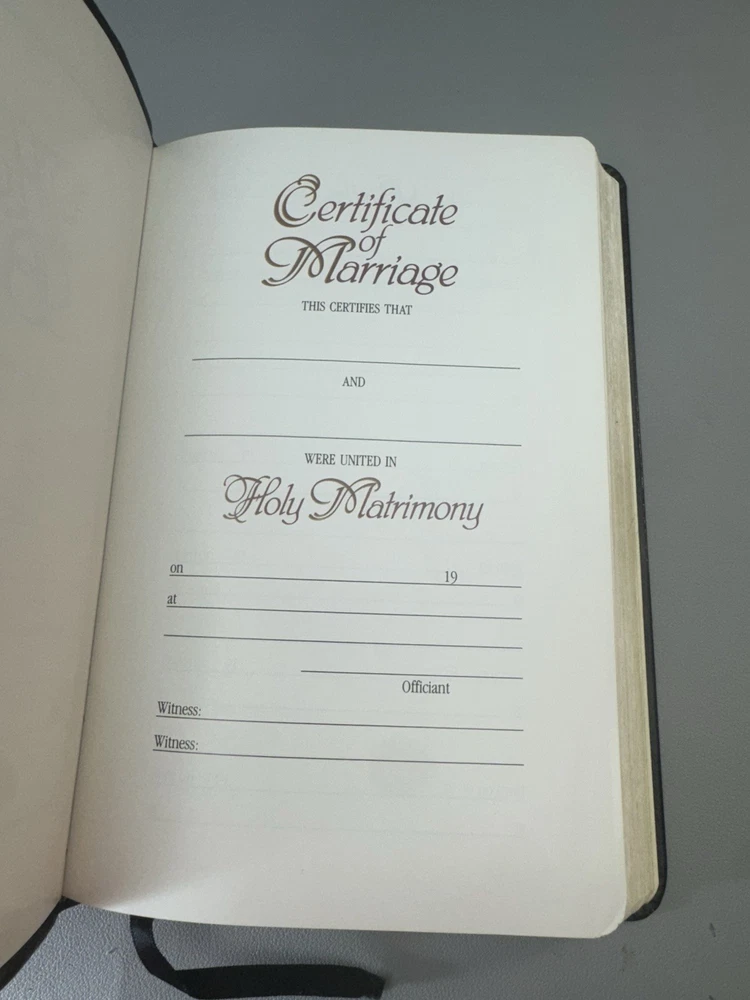 Certificate
of
Marriage
THIS CERTIFIES THAT
AND
WERE UNITED IN
Holy Matrimony
on 19
at
Officiant
Witness:
Witness: